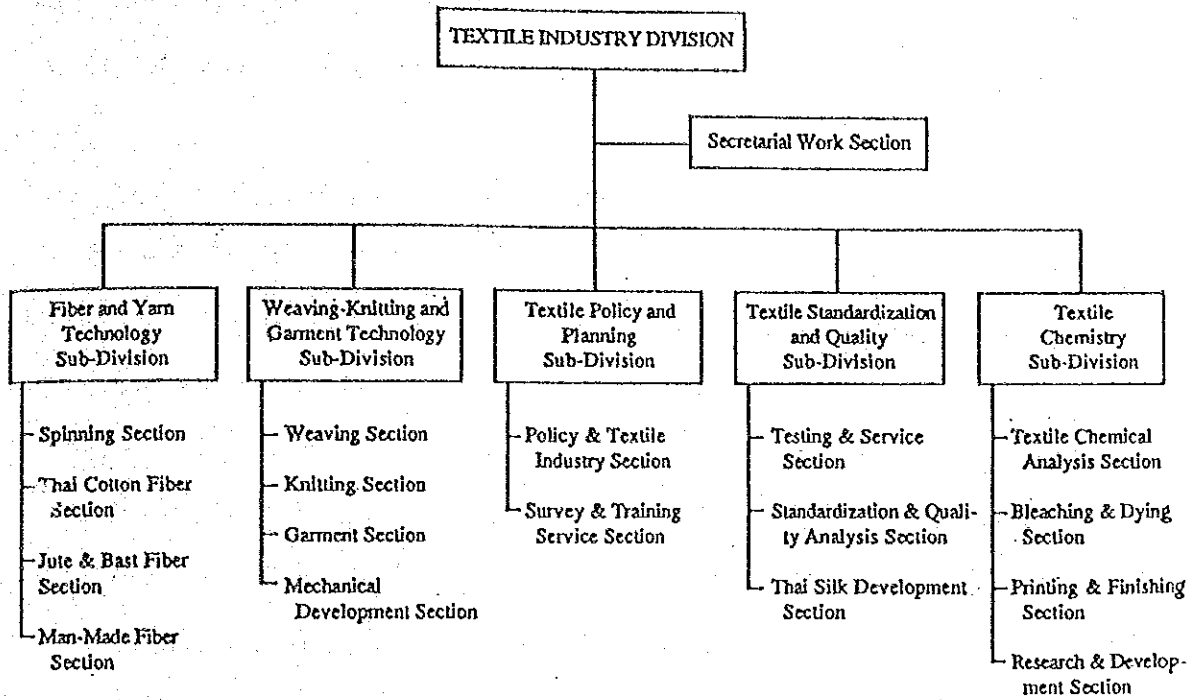 TEXTILE INDUSTRY DIVISION
Secretarial Work Section
Fiber and Yarn
Technology
Sub-Division
Spinning Section
Thai Cotton Fiber
Section
Jute & Bast Fiber
Section
Man-Made Fiber
Section
Weaving-Knitting and
Garment Technology
Sub-Division
Weaving Section
Knitting Section
Garment Section
Mechanical
Development Section
Textile Policy and
Planning
Sub-Division
Policy & Textile
Industry Section
Survey & Training
Service Section
Textile Standardization
and Quality
Sub-Division
Testing & Service
Section
Standardization & Quali-
ty Analysis Section
Thai Silk Development
Section
Textile
Chemistry
Sub-Division
Textile Chemical
Analysis Section
Bleaching & Dying
Section
Printing & Finishing
Section
Research & Develop-
ment Section